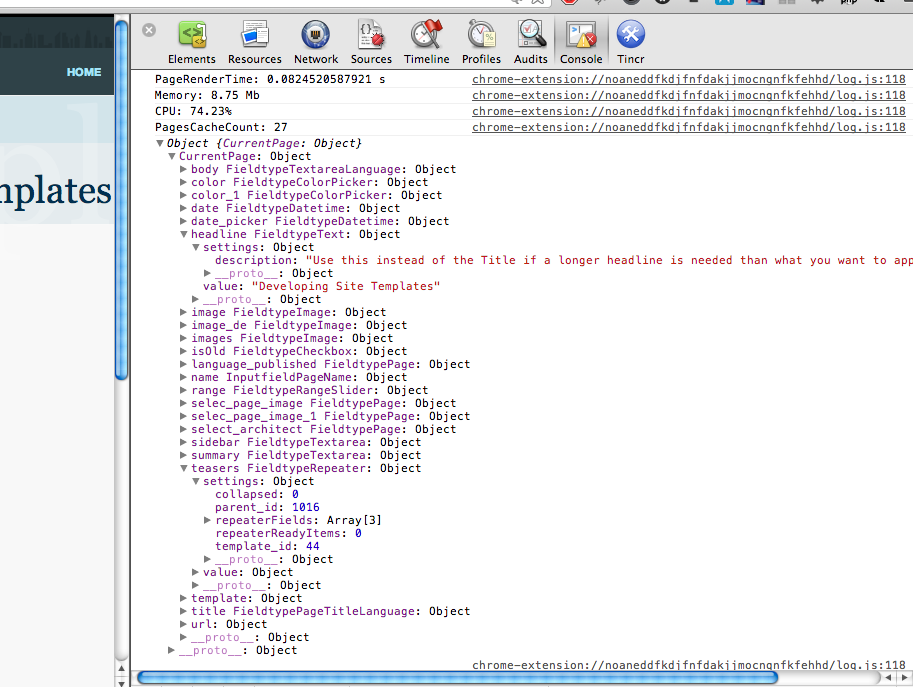 php
HOME
nplates
Elements Resources Network Sources Timeline Profiles Audits Console Tincr
PageRenderTime: 0.0824520587921 s chrome-extension://noaneddfkdjfnfdakjjmocnqnfkfehhd/log.js:118
Memory: 8.75 Mb chrome-extension://noaneddfkdjfnfdakjjmocnqnfkfehhd/log.js:118
CPU: 74.23% chrome-extension://noaneddfkdjfnfdakjjmocnqnfkfehhd/log.js:118
PagesCacheCount: 27 chrome-extension://noaneddfkdjfnfdakjjmocnqnfkfehhd/log.js:118
Object {CurrentPage: Object}
CurrentPage: Object
body FieldtypeTextareaLanguage: Object
color FieldtypeColorPicker: Object
color_1 FieldtypeColorPicker: Object
date FieldtypeDatetime: Object
date_picker FieldtypeDatetime: Object
headline FieldtypeText: Object
settings: Object
description: "Use this instead of the Title if a longer headline is needed than what you want to app
__proto__: Object
value: "Developing Site Templates"
__proto__: Object
image FieldtypeImage: Object
image_de FieldtypeImage: Object
images FieldtypeImage: Object
isOld FieldtypeCheckbox: Object
language_published FieldtypePage: Object
name InputfieldPageName: Object
range FieldtypeRangeSlider: Object
selec_page_image FieldtypePage: Object
selec_page_image_1 FieldtypePage: Object
select_architect FieldtypePage: Object
sidebar FieldtypeTextarea: Object
summary FieldtypeTextarea: Object
teasers FieldtypeRepeater: Object
settings: Object
collapsed: 0
parent_id: 1016
repeaterFields: Array[3]
repeaterReadyItems: 0
template_id: 44
__proto__: Object
value: Object
__proto__: Object
template: Object
title FieldtypePageTitleLanguage: Object
url: Object
__proto__: Object
__proto__: Object
chrome-extension://noaneddfkdjfnfdakjjmocnqnfkfehhd/log.js:118